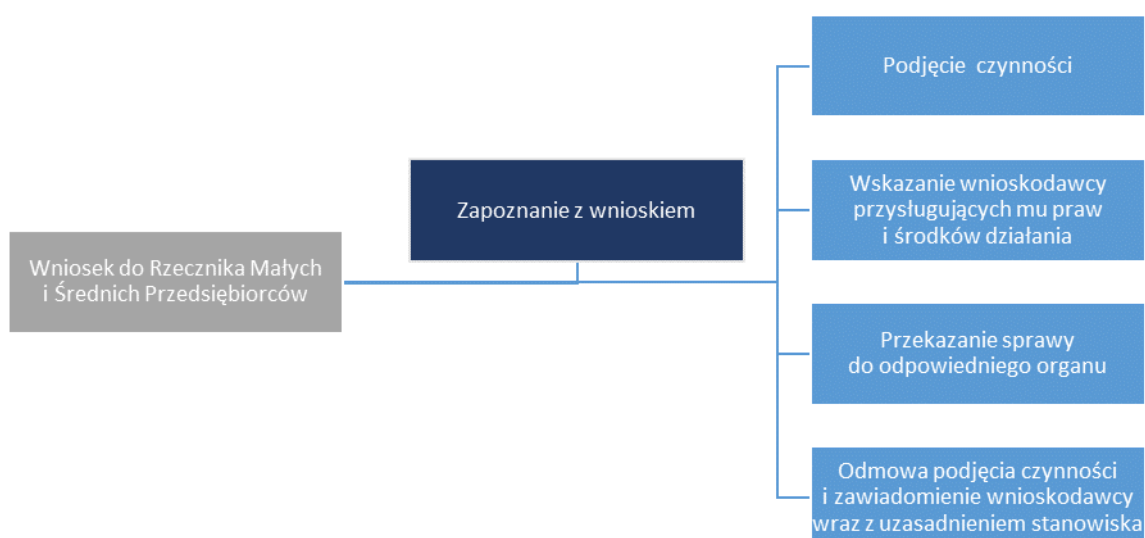 Wniosek do Rzecznika Małych
i Średnich Przedsiębiorców
Zapoznanie z wnioskiem
Podjęcie czynności
Wskazanie wnioskodawcy
przysługujących mu praw
i środków działania
Przekazanie sprawy
do odpowiedniego organu
Odmowa podjęcia czynności
i zawiadomienie wnioskodawcy
wraz z uzasadnieniem stanowiska